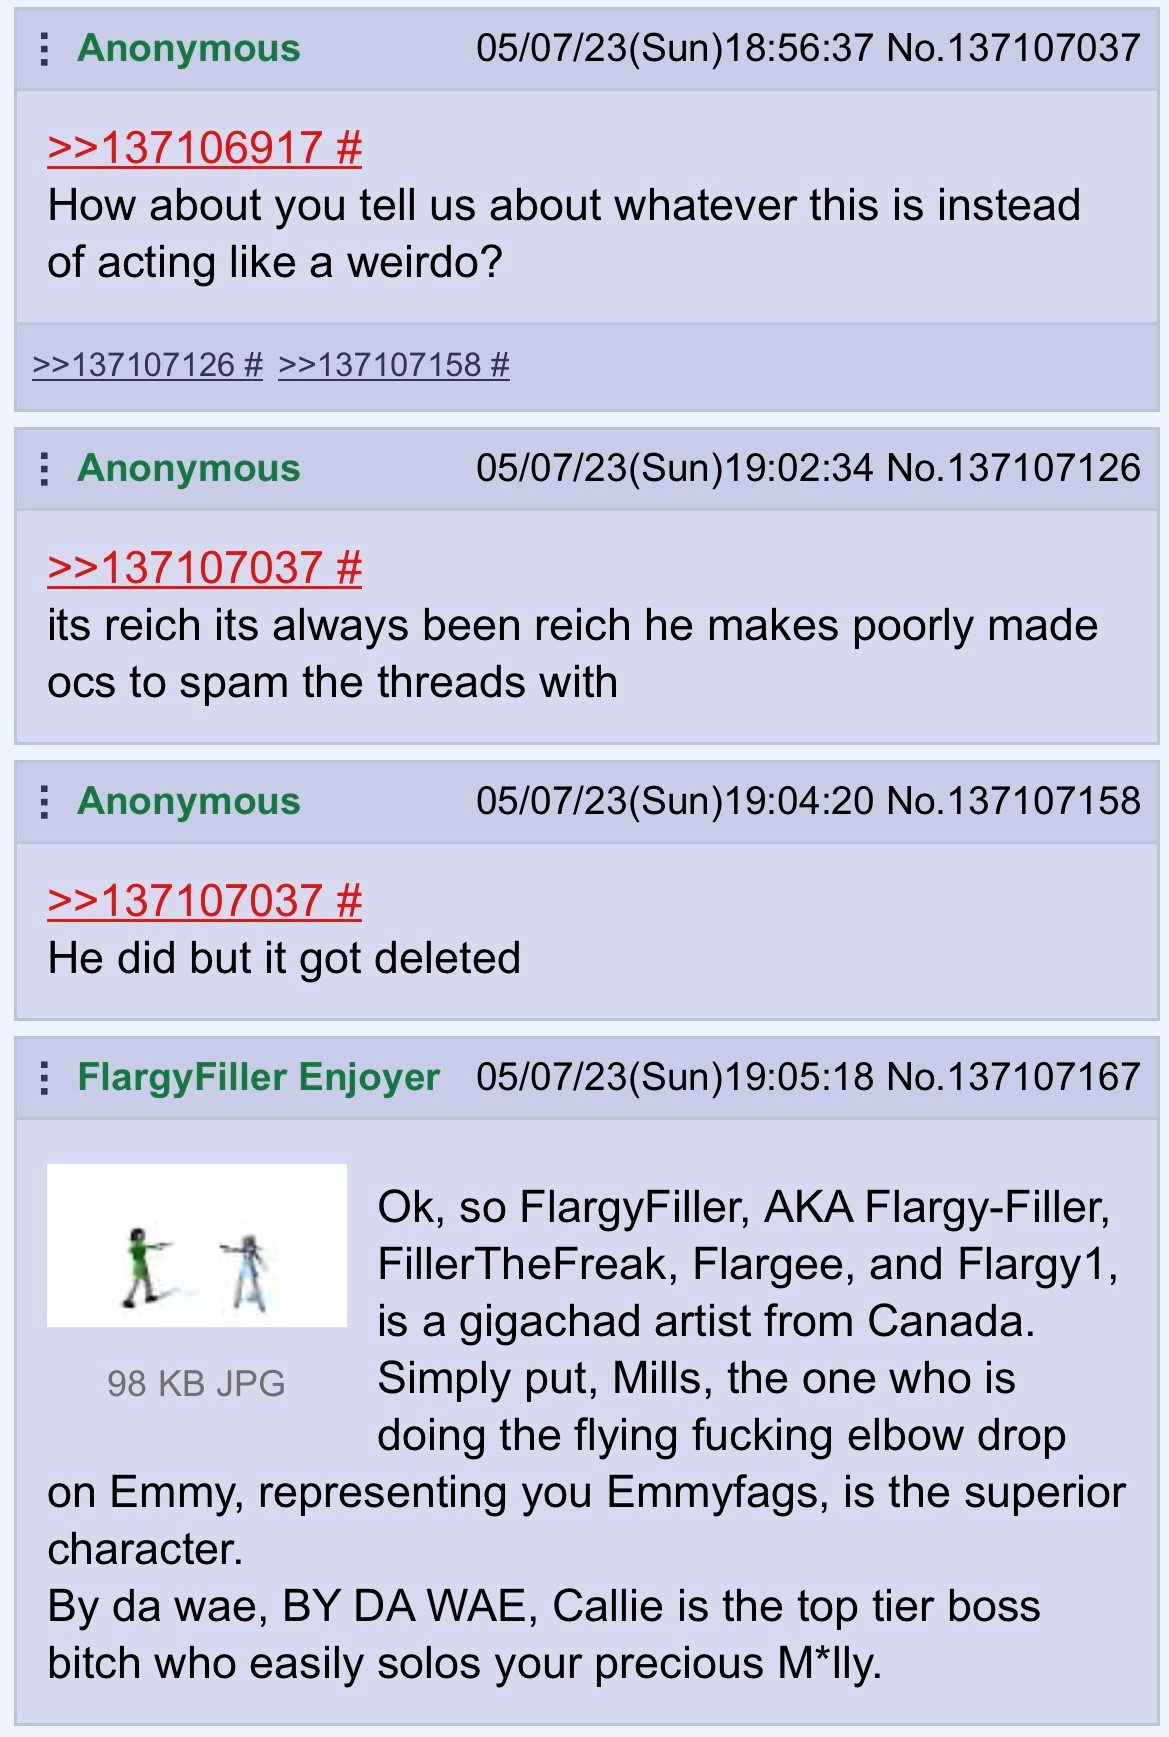 Anonymous 05/07/23(Sun)18:56:37 No.137107037
>>137106917 #
How about you tell us about whatever this is instead
of acting like a weirdo?
>>137107126 # >>137107158 #
Anonymous 05/07/23(Sun)19:02:34 No.137107126
>>137107037 #
its reich its always been reich he makes poorly made
ocs to spam the threads with
Anonymous 05/07/23(Sun)19:04:20 No.137107158
>>137107037 #
He did but it got deleted
FlargyFiller Enjoyer 05/07/23(Sun)19:05:18 No.137107167
98 KB JPG
Ok, so FlargyFiller, AKA Flargy-Filler,
FillerTheFreak, Flargee, and Flargy1,
is a gigachad artist from Canada.
Simply put, Mills, the one who is
doing the flying fucking elbow drop
on Emmy, representing you Emmyfags, is the superior
character.
By da wae, BY DA WAE, Callie is the top tier boss
bitch who easily solos your precious M*lly.